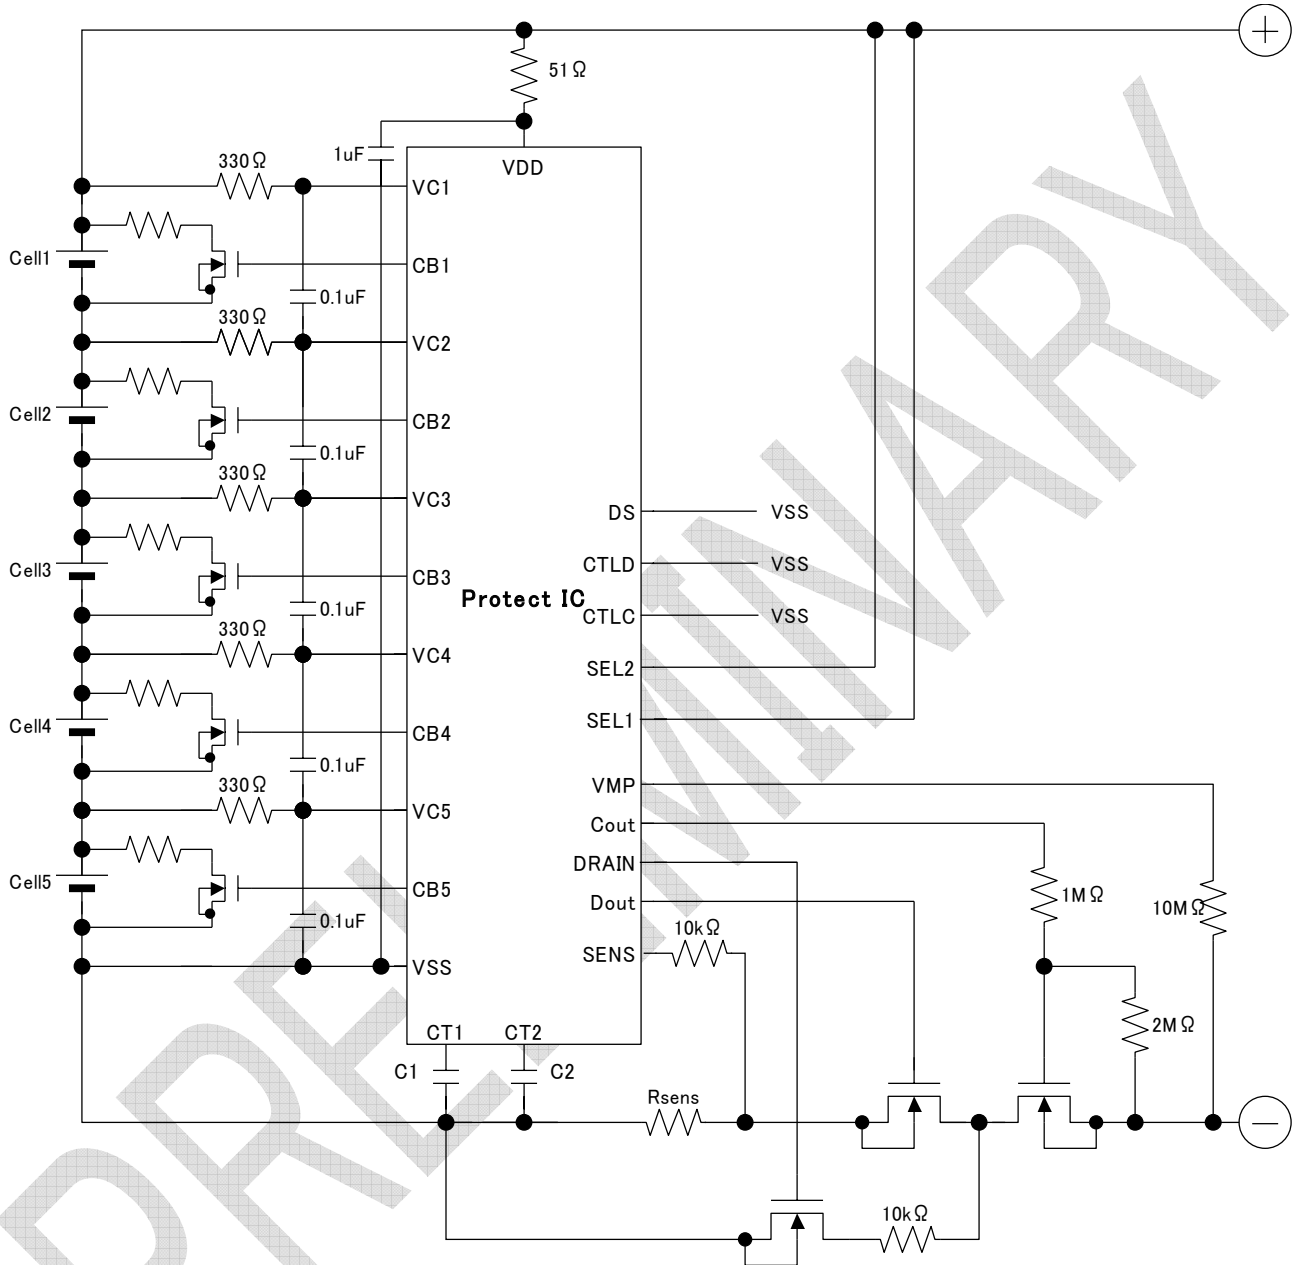 51Ω
1uF
VDD
330Ω
VC1
Cell1
CB1
0.1uF
330Ω
VC2
Cell2
CB2
0.1uF
330Ω
VC3
DS
VSS
CTLD
VSS
Cell3
CB3
Protect IC
0.1uF
CTLC
VSS
330Ω
VC4
SEL2
Cell4
CB4
SEL1
0.1uF
330Ω
VC5
VMP
Cout
DRAIN
Cell5
CB5
Dout
1MΩ
10MΩ
0.1uF
10kΩ
SENS
VSS
2MΩ
CT1
CT2
C1
C2
Rsens
+
−
10kΩ
PRELIMINARY